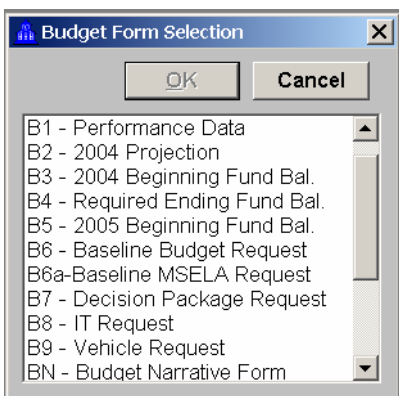 Budget Form Selection
OK
Cancel
B1 - Performance Data
B2 - 2004 Projection
B3 - 2004 Beginning Fund Bal.
B4 - Required Ending Fund Bal.
B5 - 2005 Beginning Fund Bal.
B6 - Baseline Budget Request
B6a-Baseline MSELA Request
B7 - Decision Package Request
B8 - IT Request
B9 - Vehicle Request
BN - Budget Narrative Form